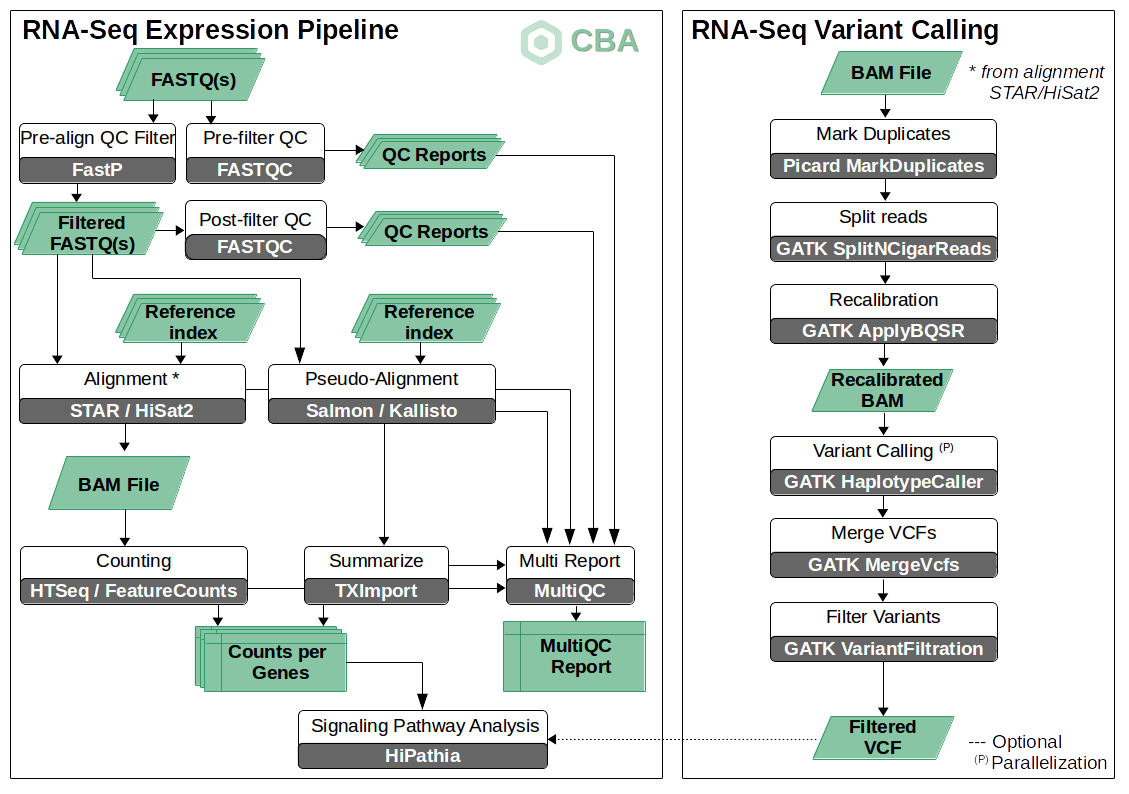 RNA-Seq Expression Pipeline
CBA
FASTQ(s)
Pre-align QC Filter
FastP
Pre-filter QC
FASTQC
QC Reports
Filtered
FASTQ(s)
Post-filter QC
FASTQC
QC Reports
Reference
index
Reference
index
Alignment *
STAR / HiSat2
Pseudo-Alignment
Salmon / Kallisto
BAM File
Counting
HTSeq / FeatureCounts
Summarize
TXImport
Multi Report
MultiQC
Counts per
Genes
MultiQC
Report
Signaling Pathway Analysis
HiPathia
RNA-Seq Variant Calling
BAM File
* from alignment
STAR/HiSat2
Mark Duplicates
Picard MarkDuplicates
Split reads
GATK SplitNCigarReads
Recalibration
GATK ApplyBQSR
Recalibrated
BAM
Variant Calling (P)
GATK HaplotypeCaller
Merge VCFs
GATK MergeVcfs
Filter Variants
GATK VariantFiltration
Filtered
VCF
--- Optional
(P) Parallelization